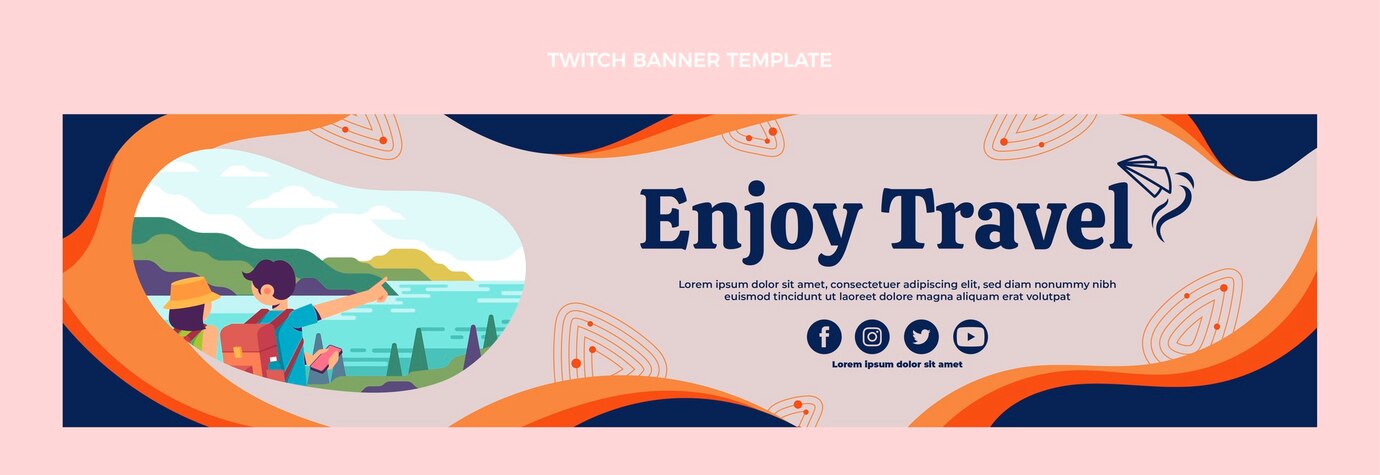 TWITCH BANNER TEMPLATE
Enjoy Travel
Lorem ipsum dolor sit amet, consectetuer adipiscing elit, sed diam nonummy nibh
euismod tincidunt ut laoreet dolore magna aliquam erat volutpat
Lorem ipsum dolor sit amet